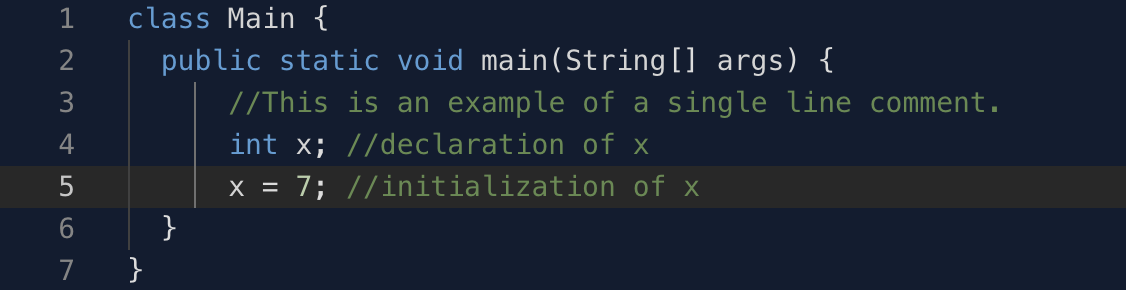 1 class Main {
2 public static void main(String[] args) {
3 //This is an example of a single line comment.
4 int x; //declaration of x
5 x = 7; //initialization of x
6 }
7 }